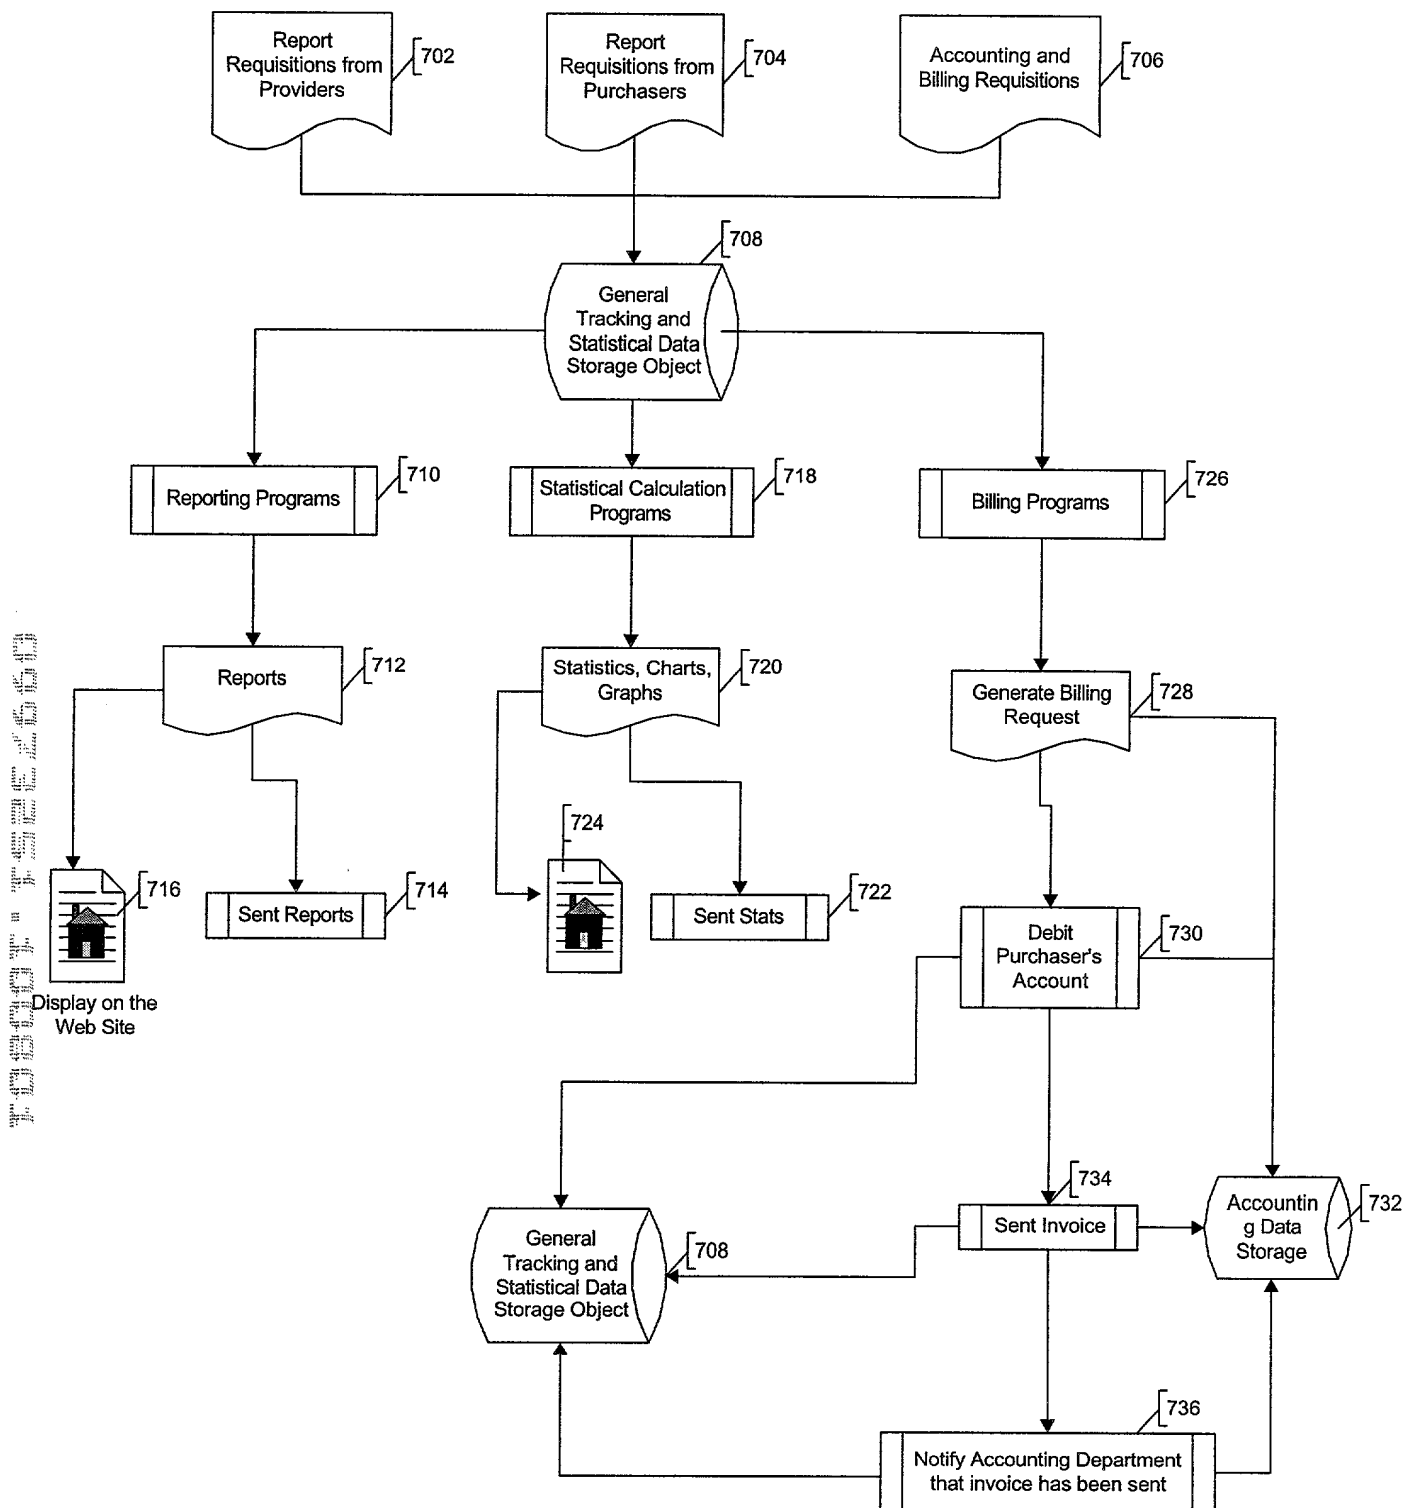 Report
Requisitions from
Providers
702
Report
Requisitions from
Purchasers
704
Accounting and
Billing Requisitions
706
708
General
Tracking and
Statistical Data
Storage Object
Reporting Programs
710
Statistical Calculation
Programs
718
Billing Programs
726
Reports
712
Statistics, Charts,
Graphs
720
Generate Billing
Request
728
716
Sent Reports
714
724
Sent Stats
722
Debit
Purchaser's
Account
730
Display on the
Web Site
734
Sent Invoice
Accountin
g Data
Storage
732
General
Tracking and
Statistical Data
Storage Object
708
736
Notify Accounting Department
that invoice has been sent